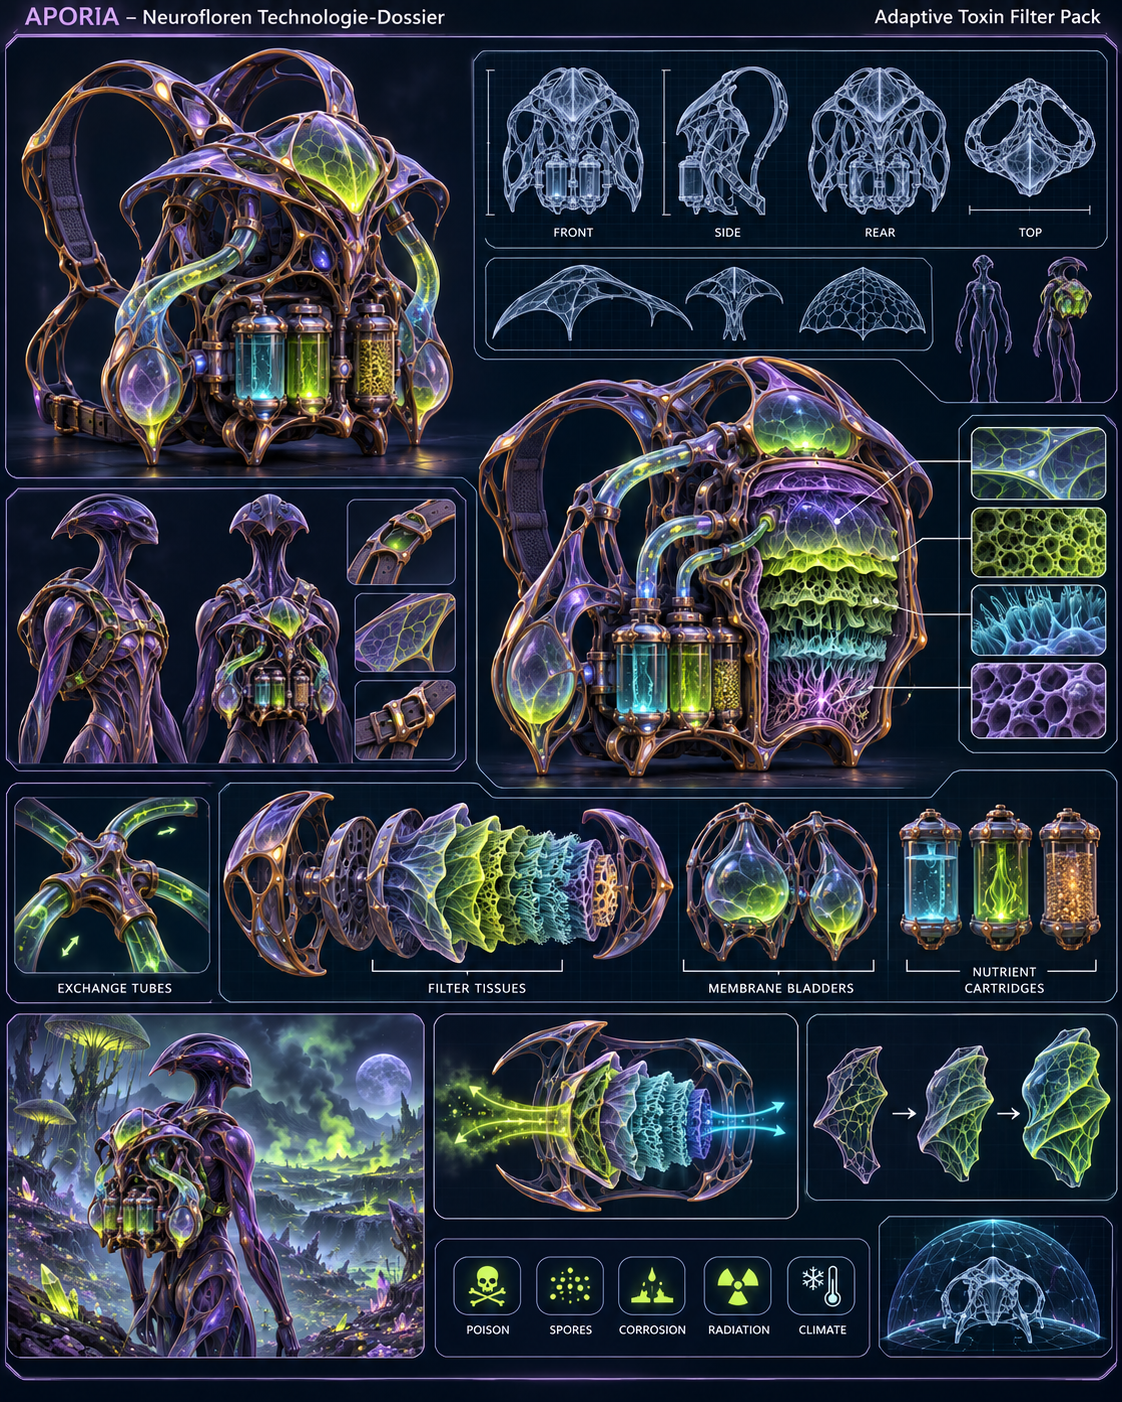 APORIA – Neurofloren Technologie-Dossier
Adaptive Toxin Filter Pack
FRONT
SIDE
REAR
TOP
EXCHANGE TUBES
FILTER TISSUES
MEMBRANE BLADDERS
NUTRIENT
CARTRIDGES
POISON
SPORES
CORROSION
RADIATION
CLIMATE